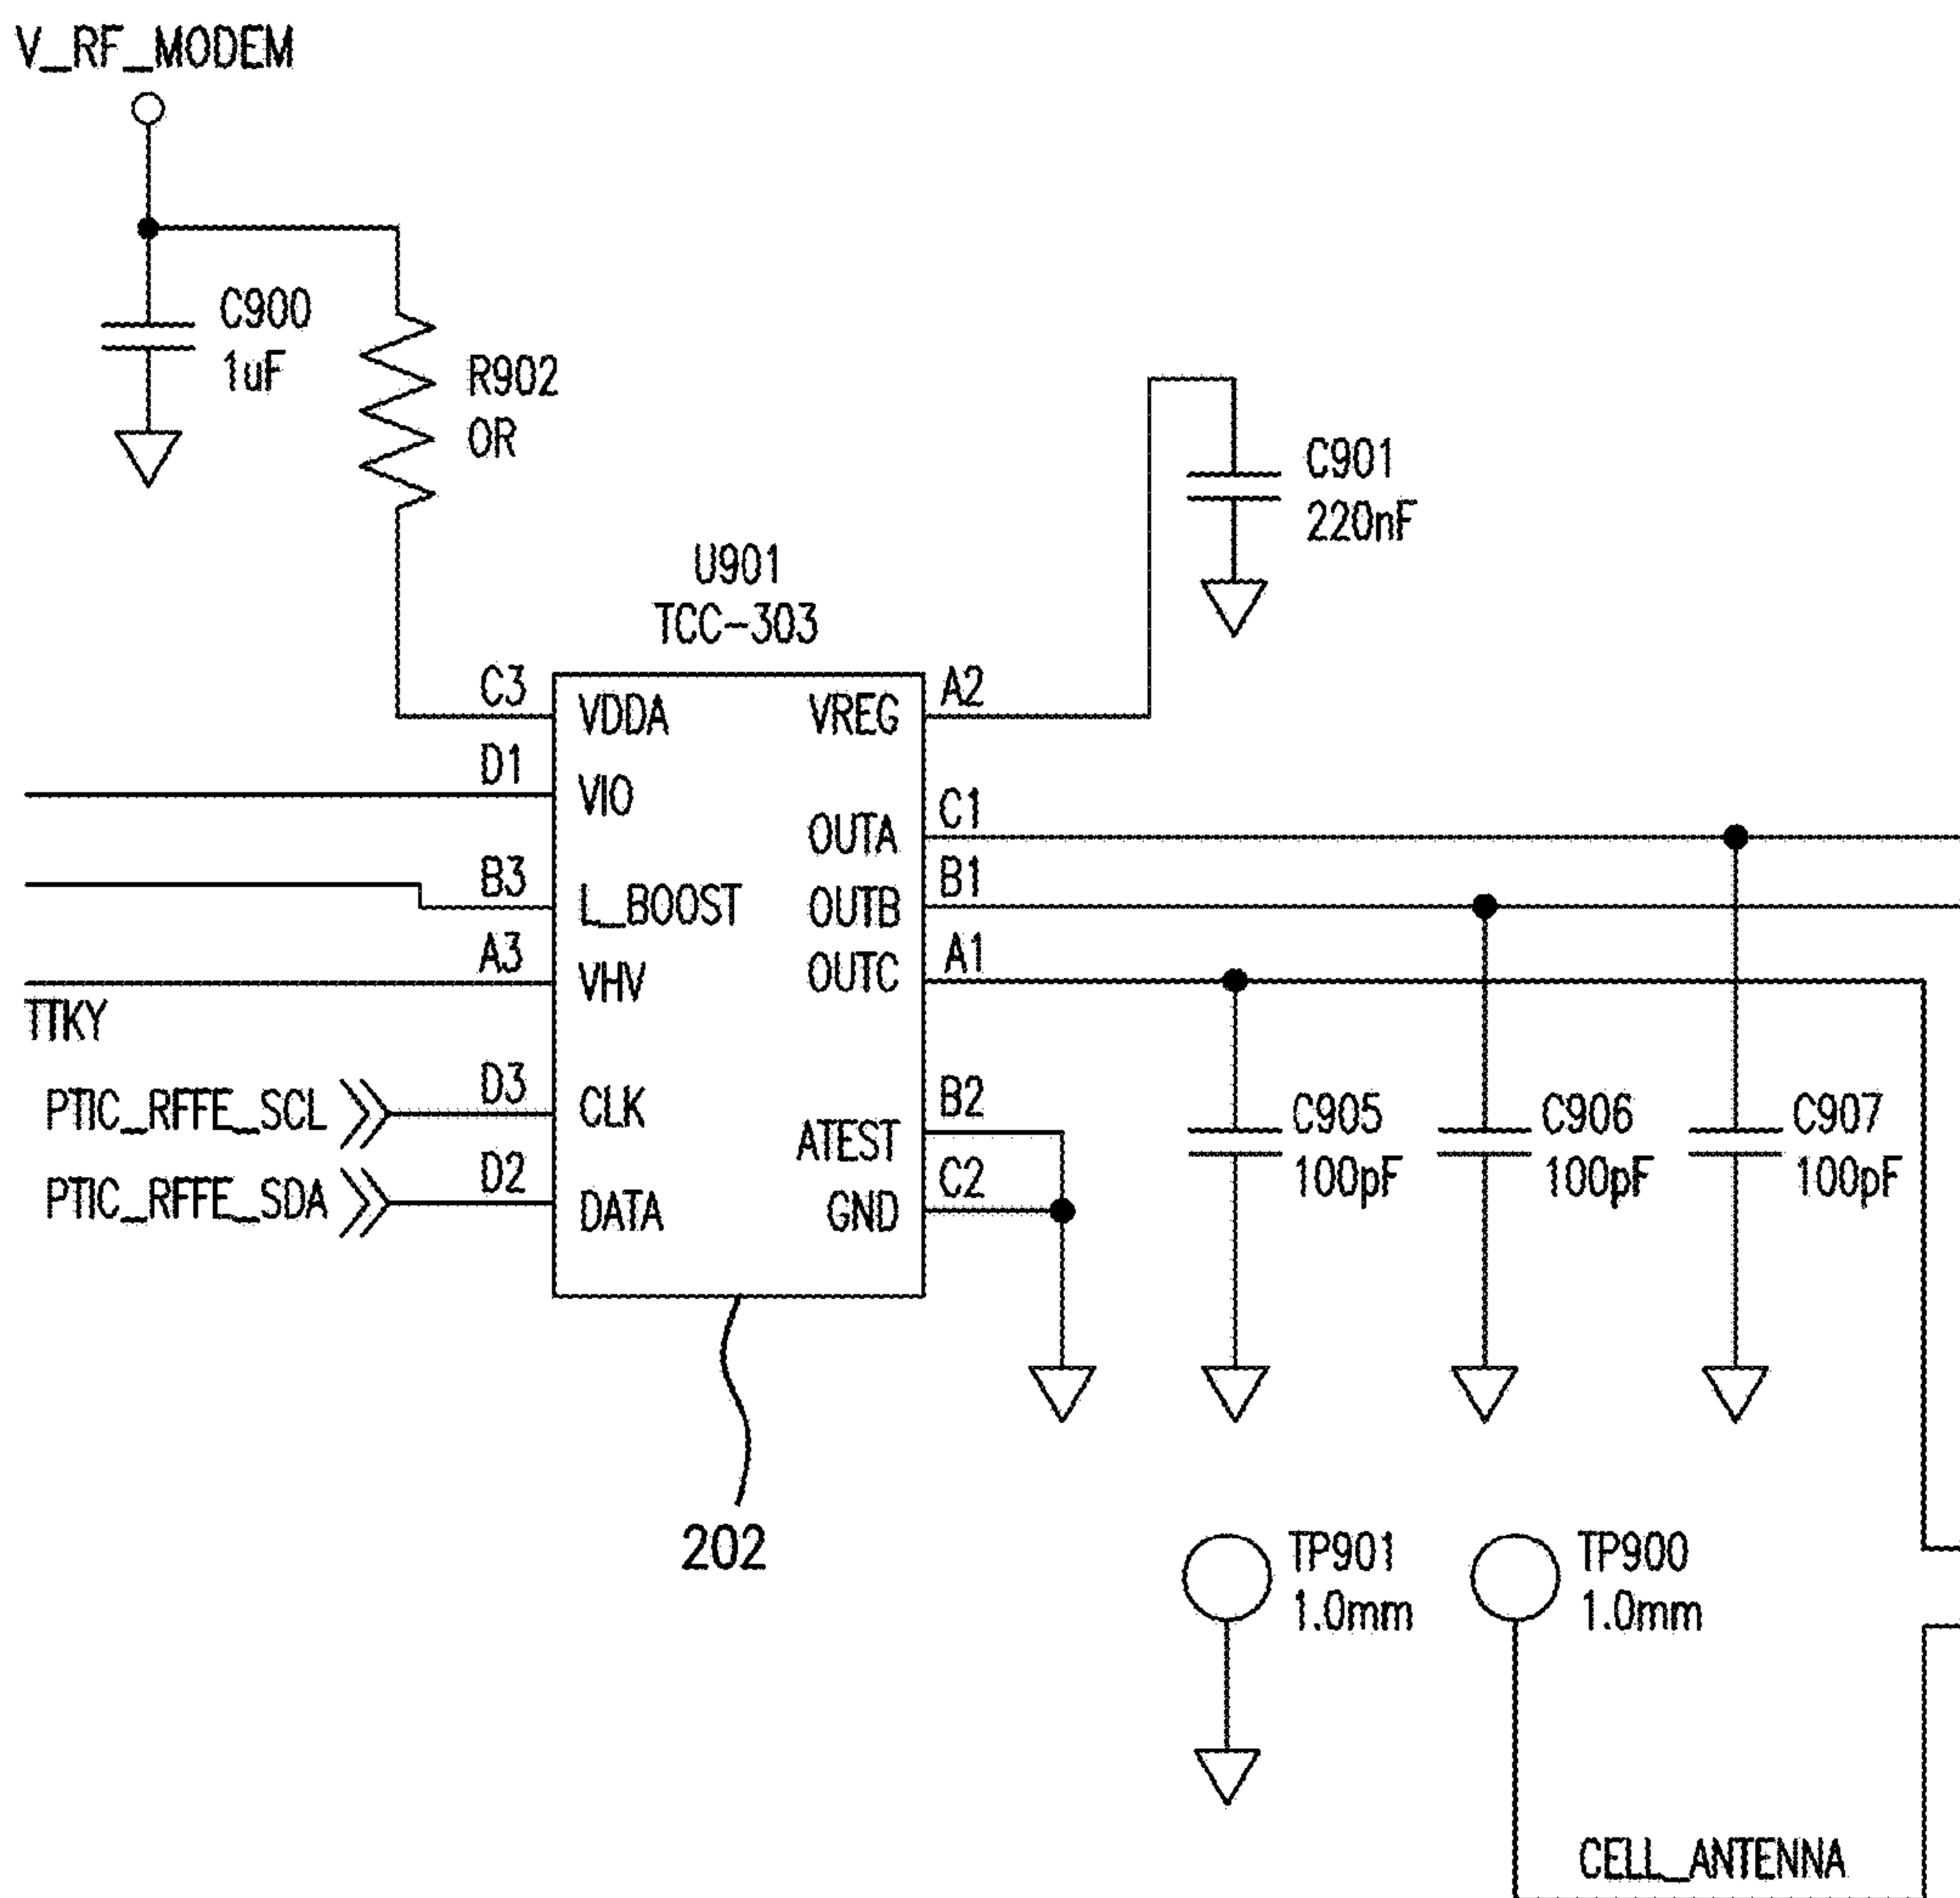 V_RF_MODEM
C900
1uF
R902
0R
C901
220nF
U901
TCC-303
C3
VDDA
VREG
A2
D1
VIO
C1
OUTA
B3
L_BOOST
B1
OUTB
A3
VHV
A1
OUTC
TTKY
PTIC_RFFE_SCL
D3
CLK
B2
ATEST
PTIC_RFFE_SDA
D2
DATA
C2
GND
C905
100pF
C906
100pF
C907
100pF
202
TP901
1.0mm
TP900
1.0mm
CELL_ANTENNA